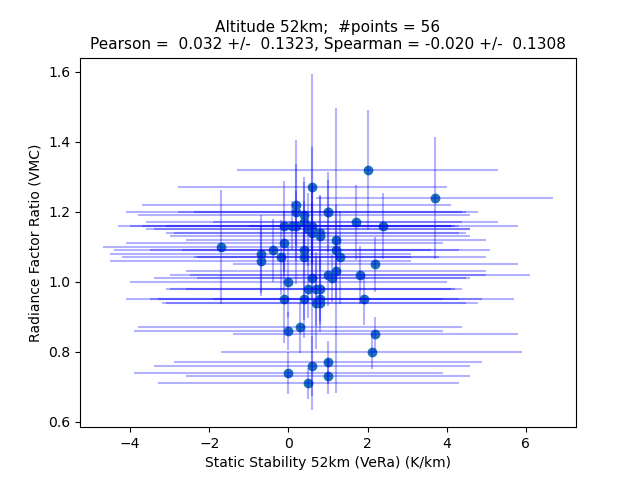 Altitude 52km;  #points = 56
Pearson =  0.032 +/-  0.1323, Spearman = -0.020 +/-  0.1308
1.6
1.4
1.2
1.0
0.8
0.6
Radiance Factor Ratio (VMC)
−4 −2 0 2 4 6
Static Stability 52km (VeRa) (K/km)